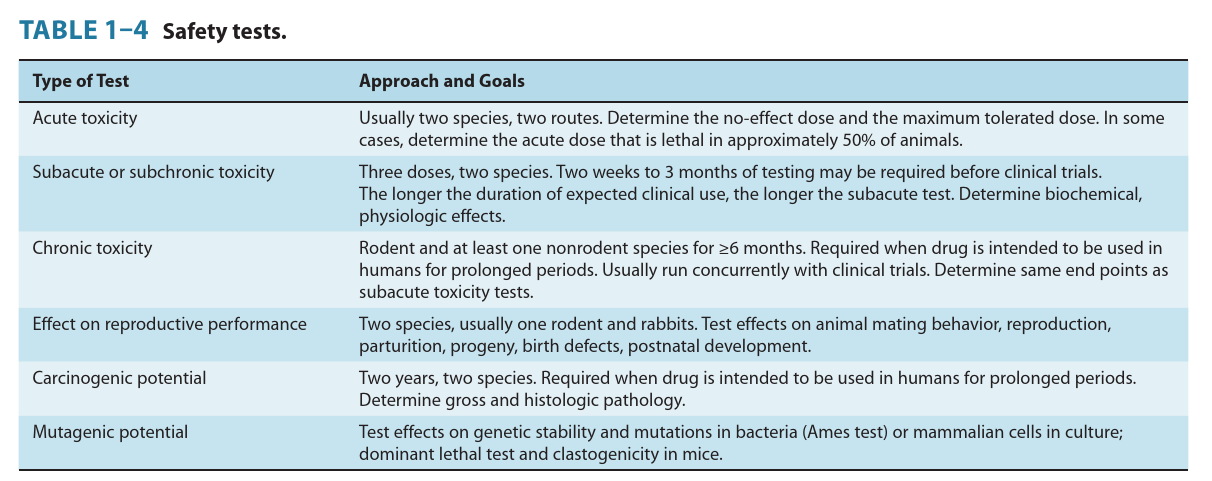 TABLE 1–4 Safety tests.
Type of Test Approach and Goals
Acute toxicity Usually two species, two routes. Determine the no-effect dose and the maximum tolerated dose. In some
cases, determine the acute dose that is lethal in approximately 50% of animals.
Subacute or subchronic toxicity Three doses, two species. Two weeks to 3 months of testing may be required before clinical trials.
The longer the duration of expected clinical use, the longer the subacute test. Determine biochemical,
physiologic effects.
Chronic toxicity Rodent and at least one nonrodent species for ≥6 months. Required when drug is intended to be used in
humans for prolonged periods. Usually run concurrently with clinical trials. Determine same end points as
subacute toxicity tests.
Effect on reproductive performance Two species, usually one rodent and rabbits. Test effects on animal mating behavior, reproduction,
parturition, progeny, birth defects, postnatal development.
Carcinogenic potential Two years, two species. Required when drug is intended to be used in humans for prolonged periods.
Determine gross and histologic pathology.
Mutagenic potential Test effects on genetic stability and mutations in bacteria (Ames test) or mammalian cells in culture;
dominant lethal test and clastogenicity in mice.